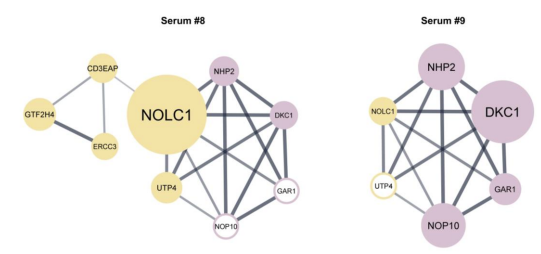 Serum #8
CD3EAP
GTF2H4
ERCC3
NOLC1
NHP2
DKC1
UTP4
GAR1
NOP10
Serum #9
NHP2
NOLC1
DKC1
UTP4
GAR1
NOP10